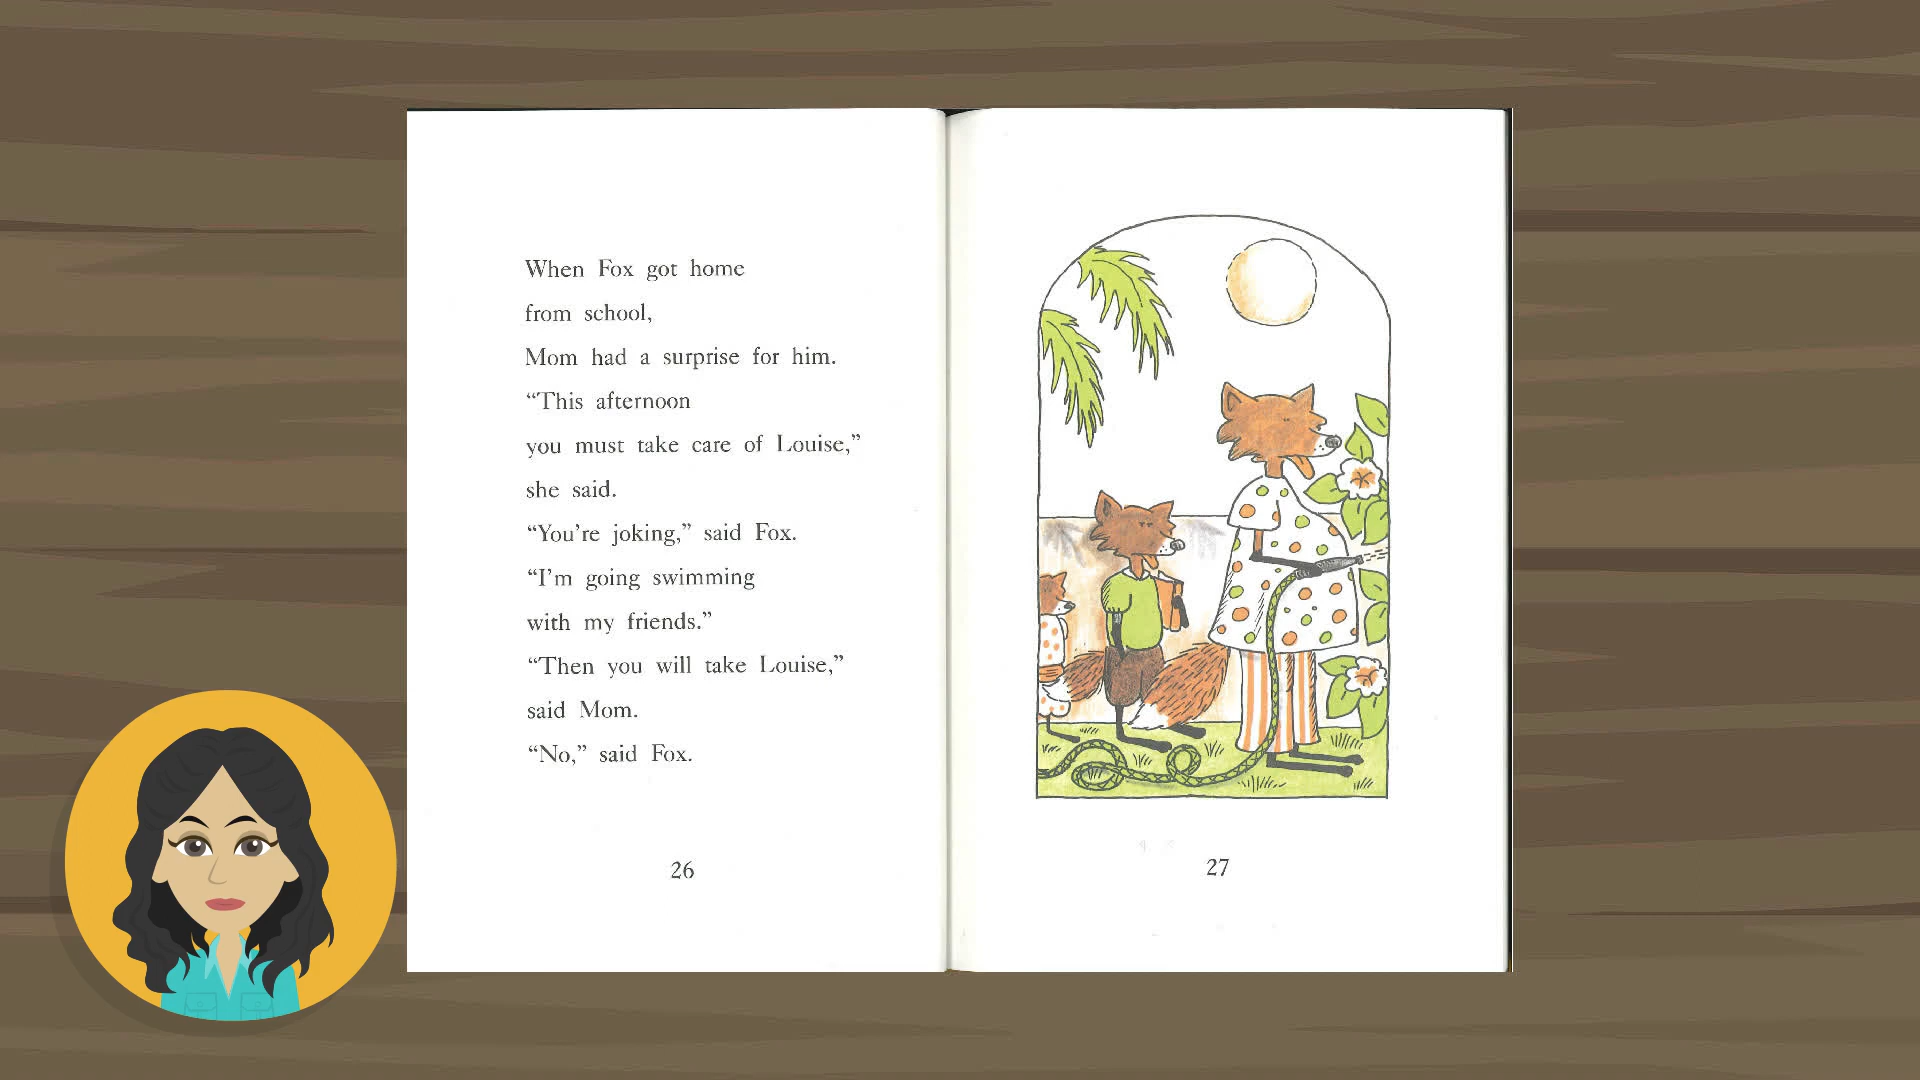 When Fox got home
from school,
Mom had a surprise for him.
“This afternoon
you must take care of Louise,”
she said.
“You’re joking,” said Fox.
“I’m going swimming
with my friends.”
“Then you will take Louise,”
said Mom.
“No,” said Fox.
26
27